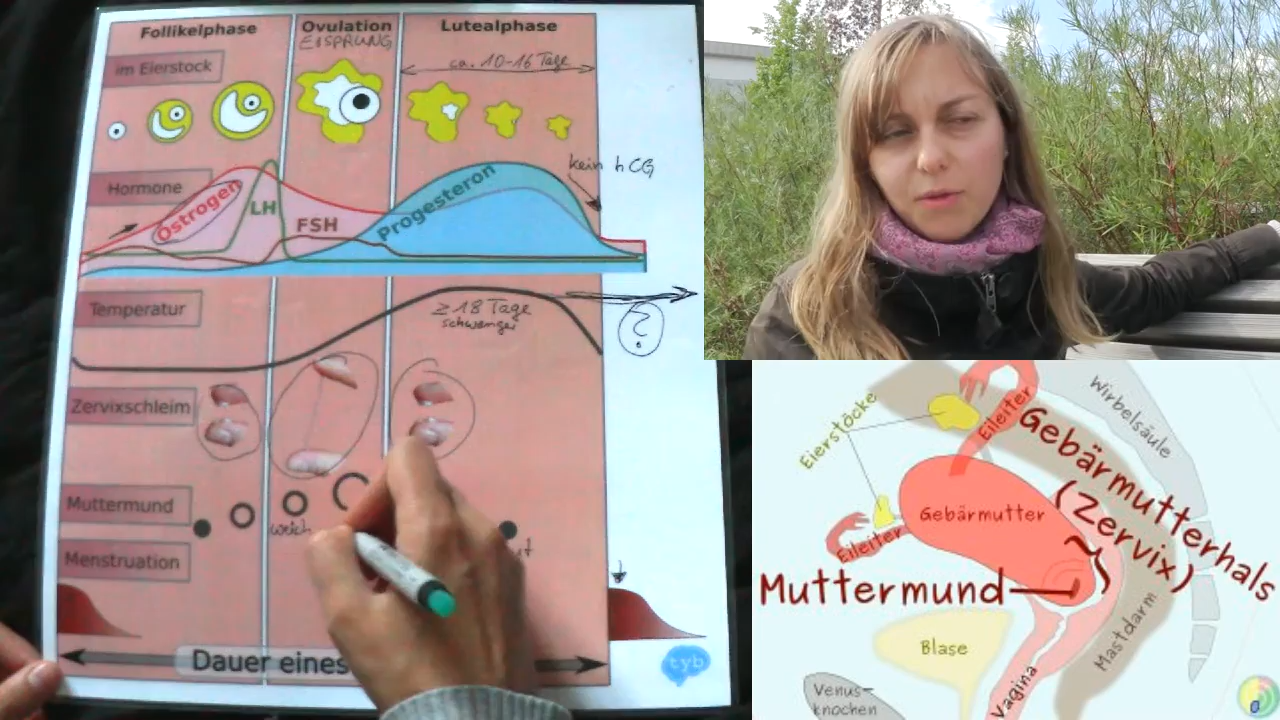 Follikelphase
Ovulation
EISPRUNG
Lutealphase
im Eierstock
ca. 10-16 Tage
Hormone
Östrogen
LH
FSH
Progesteron
kein hCG
Temperatur
≥18 Tage
schwanger
?
Zervixschleim
Muttermund
weich
Menstruation
Dauer eines
tyb
Eierstöcke
Eileiter
Wirbelsäule
Gebärmutterhals
(Zervix)
Gebärmutter
Eileiter
Muttermund
Blase
Mastdarm
Vagina
Venus-
knochen